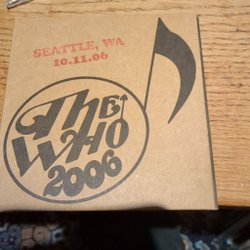 SEATTLE, WA
10.11.06
THE
WHO
2006